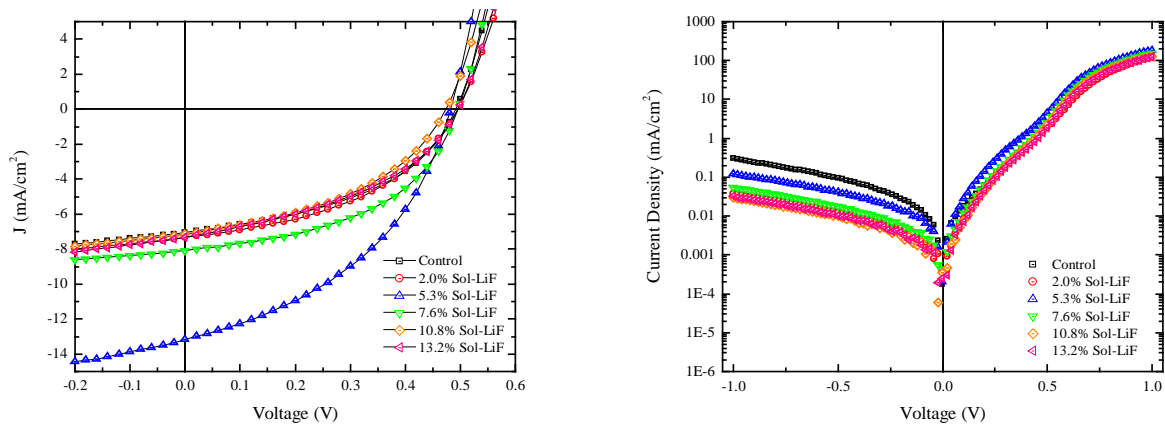 4
2
0
-2
-4
-6
-8
-10
-12
-14
-0.2
-0.1
0.0
0.1
0.2
0.3
0.4
0.5
0.6
J (mA/cm²)
Voltage (V)
Control
2.0% Sol-LiF
5.3% Sol-LiF
7.6% Sol-LiF
10.8% Sol-LiF
13.2% Sol-LiF
1000
100
10
1
0.1
0.01
0.001
1E-4
1E-5
1E-6
-1.0
-0.5
0.0
0.5
1.0
Current Density (mA/cm²)
Voltage (V)
Control
2.0% Sol-LiF
5.3% Sol-LiF
7.6% Sol-LiF
10.8% Sol-LiF
13.2% Sol-LiF